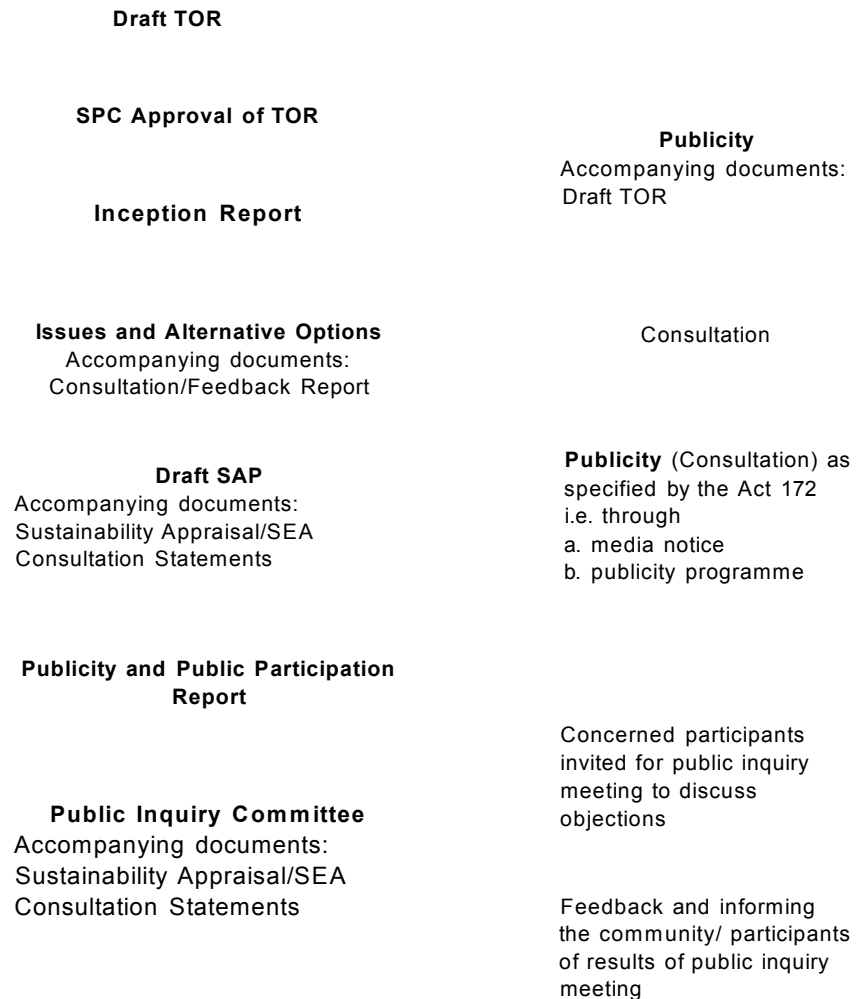 Draft TOR
SPC Approval of TOR
Inception Report
Issues and Alternative Options
Accompanying documents:
Consultation/Feedback Report
Draft SAP
Accompanying documents:
Sustainability Appraisal/SEA
Consultation Statements
Publicity and Public Participation
Report
Public Inquiry Committee
Accompanying documents:
Sustainability Appraisal/SEA
Consultation Statements
Publicity
Accompanying documents:
Draft TOR
Consultation
Publicity (Consultation) as
specified by the Act 172
i.e. through
a. media notice
b. publicity programme
Concerned participants
invited for public inquiry
meeting to discuss
objections
Feedback and informing
the community/ participants
of results of public inquiry
meeting